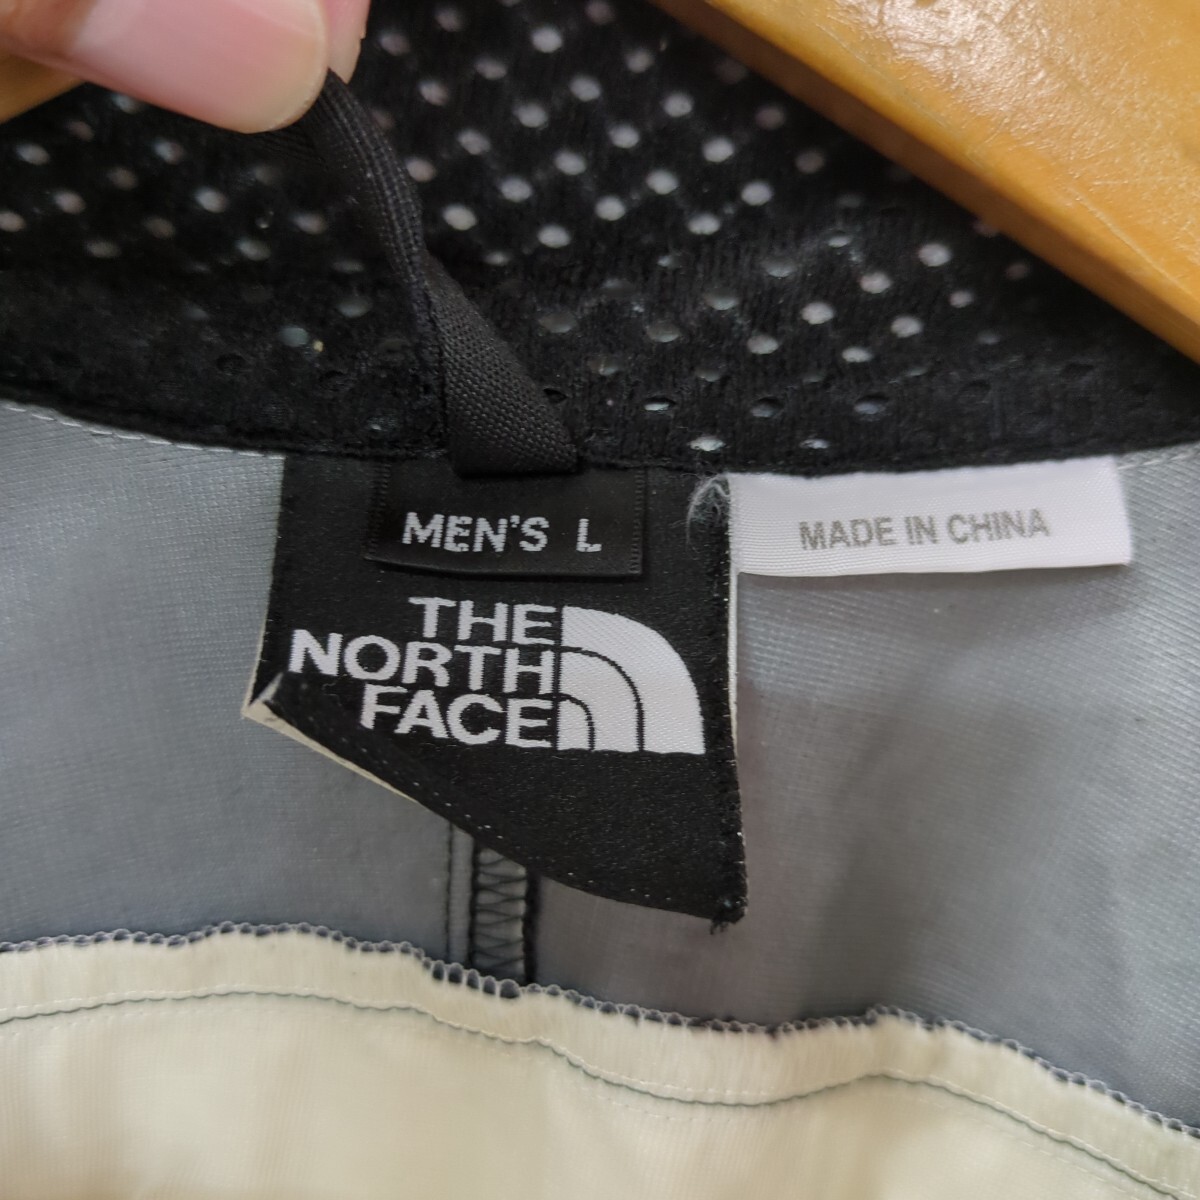 MEN'S L
MADE IN CHINA
THE
NORTH
FACE